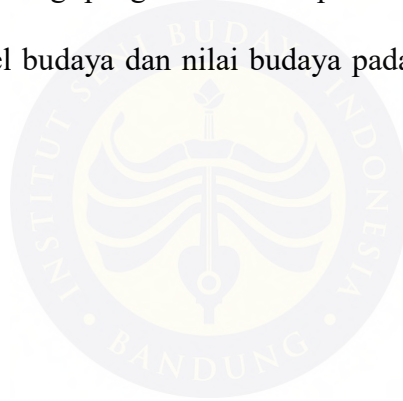 el budaya dan nilai budaya pada
INSTITUT SENI BUDAYA INDONESIA
• BANDUNG •